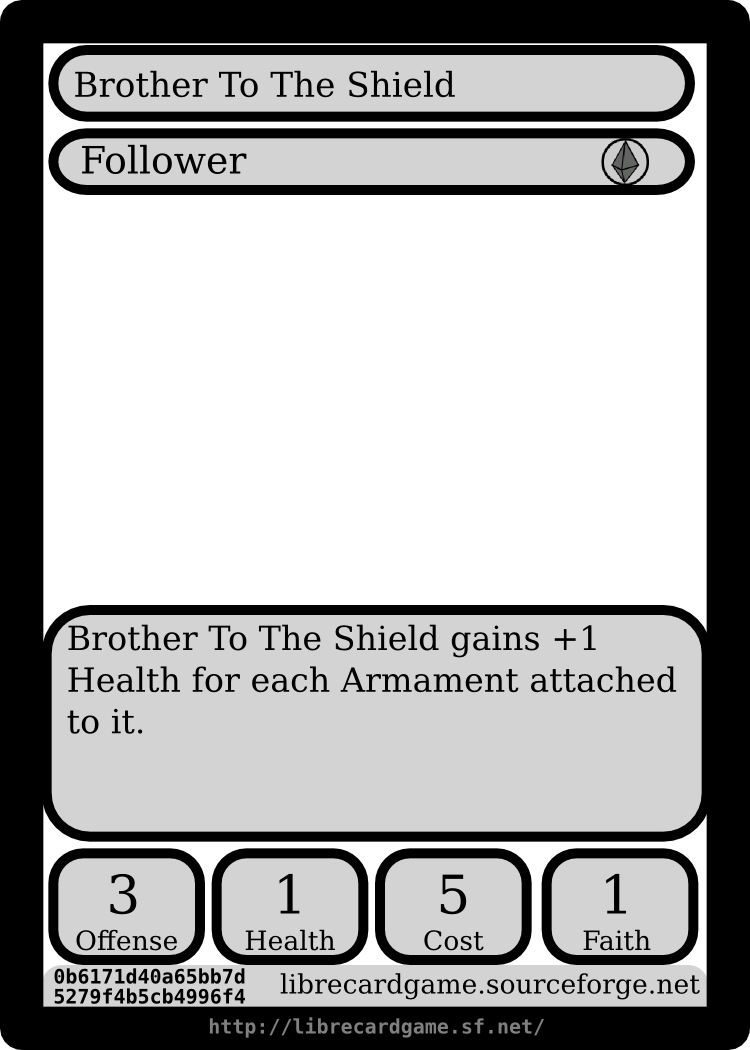 Brother To The Shield
Follower
Brother To The Shield gains +1
Health for each Armament attached
to it.
3
Offense
1
Health
5
Cost
1
Faith
0b6171d40a65bb7d
5279f4b5cb4996f4
librecardgame.sourceforge.net
http://librecardgame.sf.net/